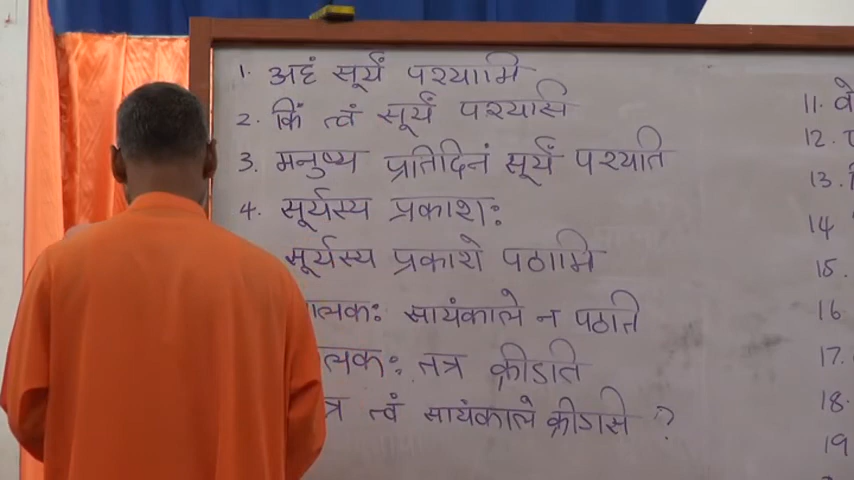 1. अहं सूर्यं पश्यामि
2. किं त्वं सूर्यं पश्यसि
3. मनुष्य प्रतिदिनं सूर्यं पश्यति
4. सूर्यस्य प्रकाशः
सूर्यस्य प्रकाशे पठामि
सायंकाले न पठति
तत्र क्रीडति
त्वं सायंकाले क्रीडासि ?
11. वे
12.
13.
14
15.
16
17.
18.
19